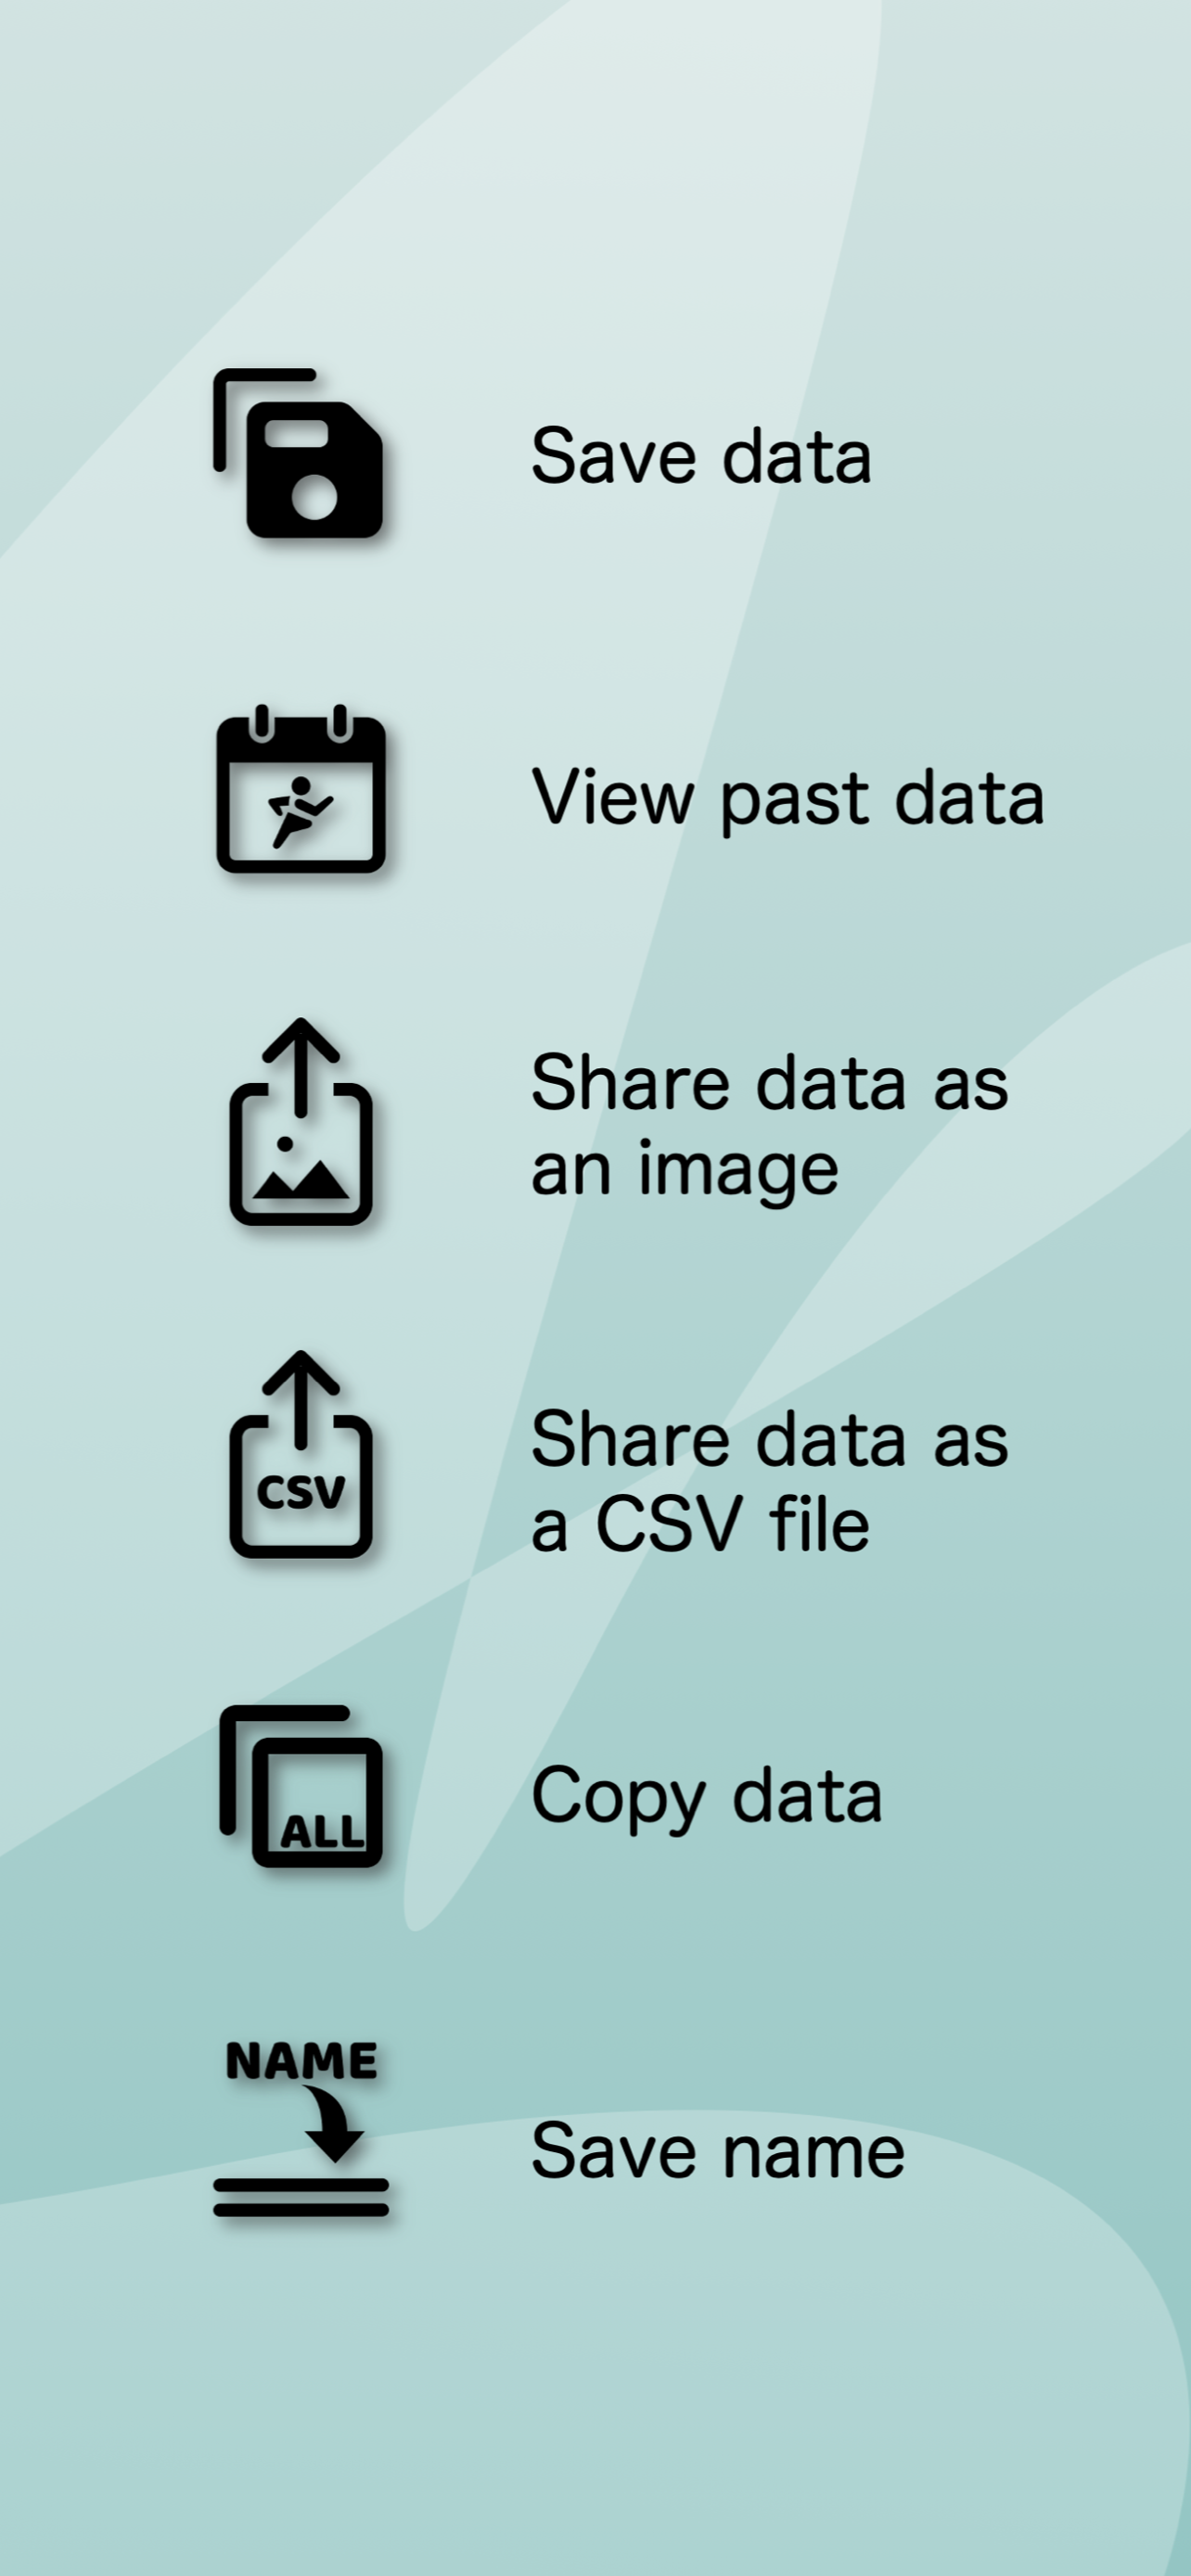 Save data
View past data
Share data as
an image
CSV
Share data as
a CSV file
ALL
Copy data
NAME
Save name